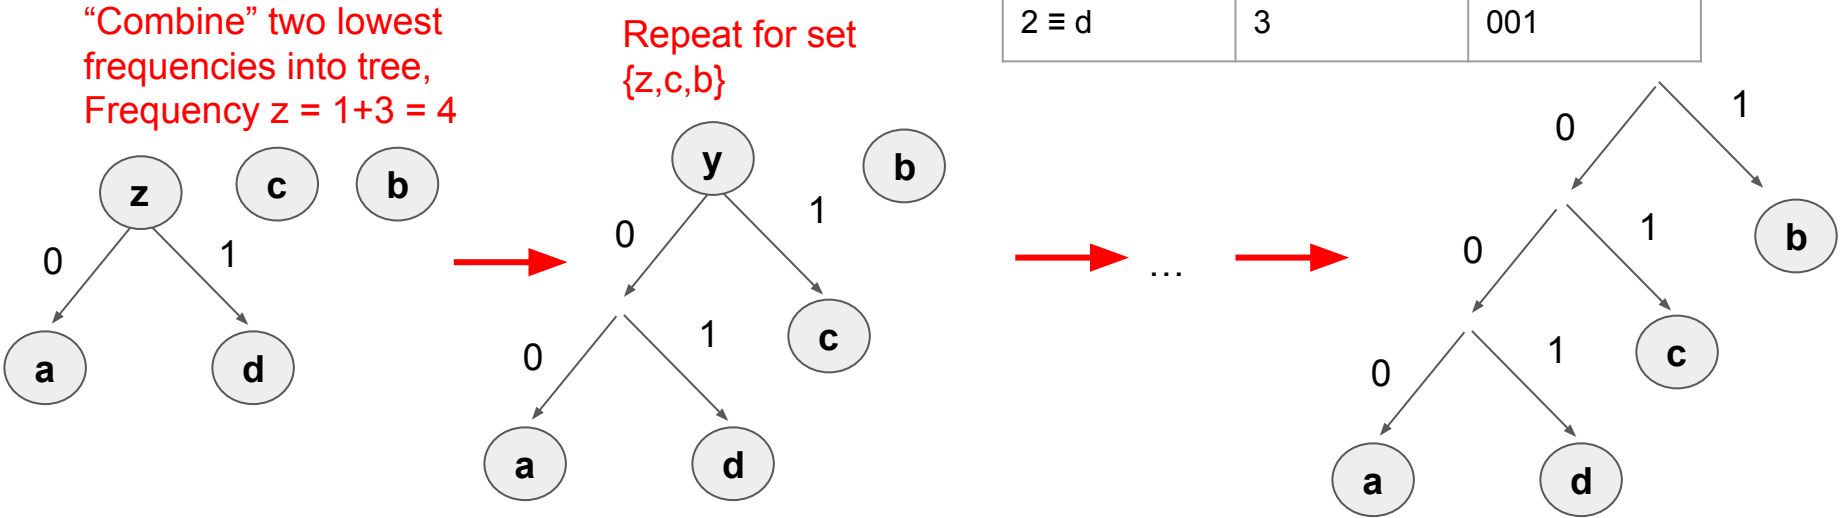 “Combine” two lowest
frequencies into tree,
Frequency z = 1+3 = 4
Repeat for set
{z,c,b}
2 ≡ d 3 001
z c b
0 1
a d
y b
0 1
c
0 1
a d
...
0 1
b
0 1
c
0 1
a d